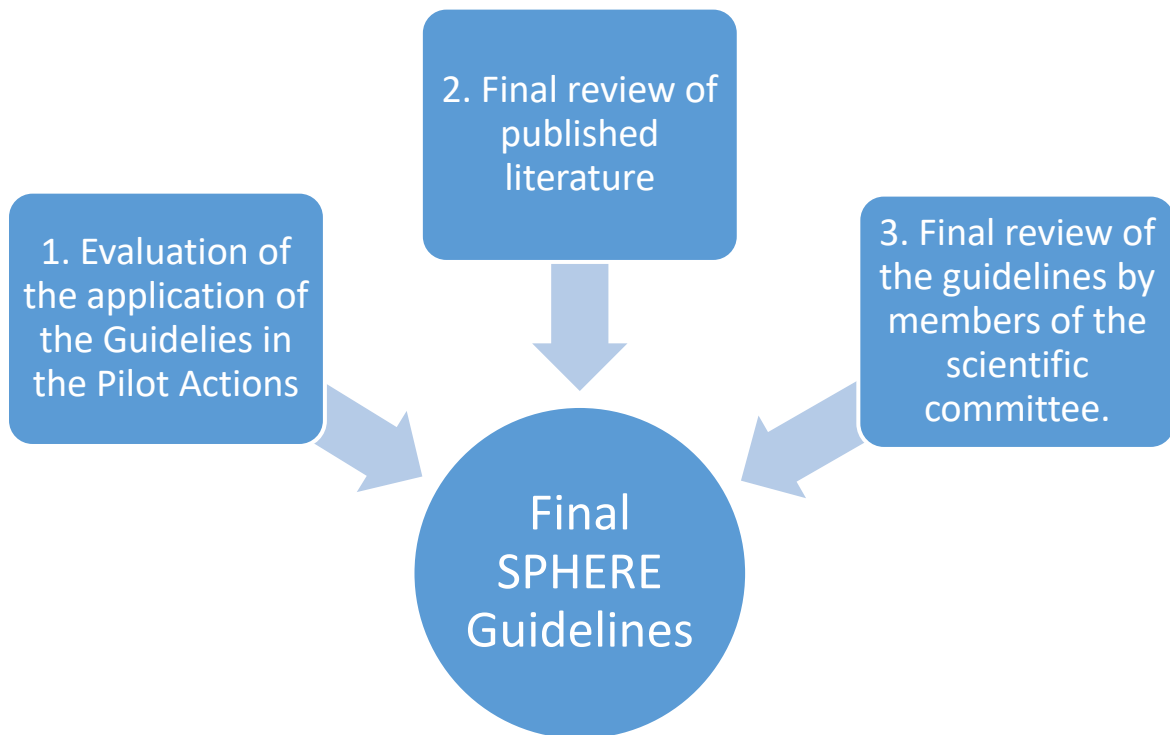 1. Evaluation of
the application of
the Guidelies in
the Pilot Actions
2. Final review of
published
literature
3. Final review of
the guidelines by
members of the
scientific
committee.
Final
SPHERE
Guidelines